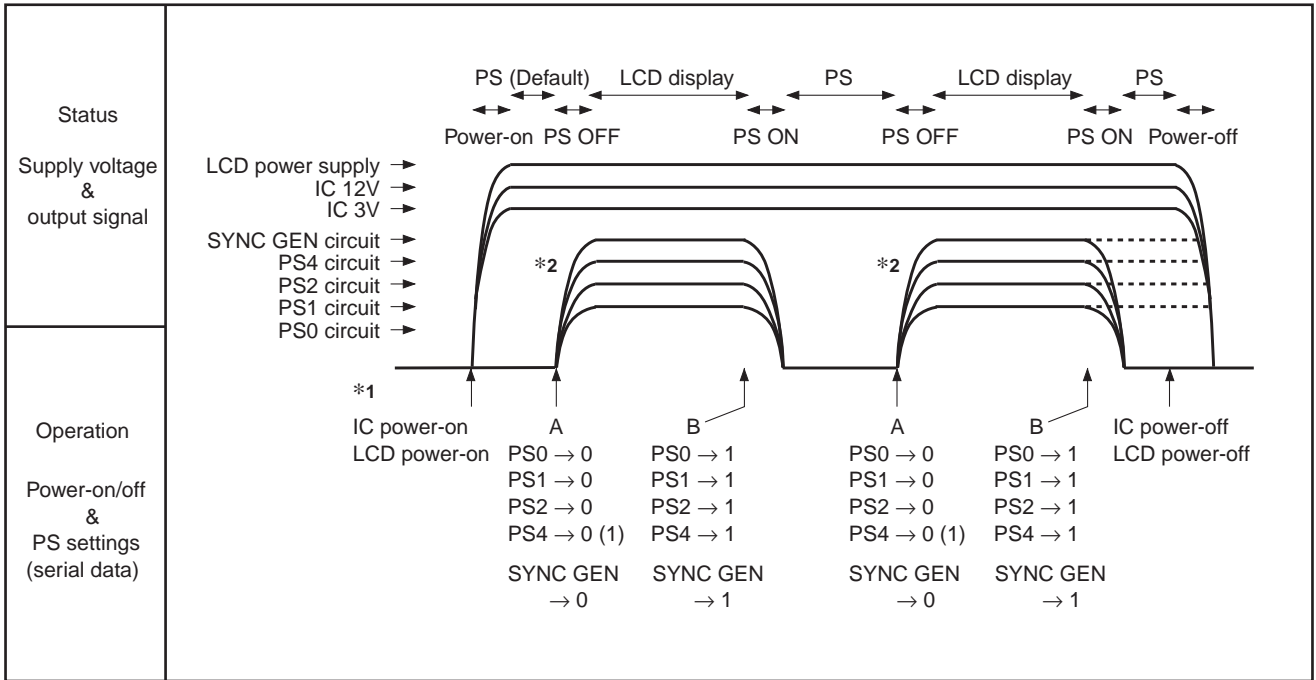 Status
Supply voltage
&
output signal
PS (Default) LCD display PS LCD display PS
Power-on PS OFF PS ON PS OFF PS ON Power-off
LCD power supply
IC 12V
IC 3V
SYNC GEN circuit
PS4 circuit
PS2 circuit
PS1 circuit
PS0 circuit
*2 *2
*1
Operation
Power-on/off
&
PS settings
(serial data)
IC power-on A B A B IC power-off
LCD power-on PS0 → 0 PS0 → 1 PS0 → 0 PS0 → 1 LCD power-off
PS1 → 0 PS1 → 1 PS1 → 0 PS1 → 1
PS2 → 0 PS2 → 1 PS2 → 0 PS2 → 1
PS4 → 0 (1) PS4 → 1 PS4 → 0 (1) PS4 → 1
SYNC GEN SYNC GEN SYNC GEN SYNC GEN
→ 0 → 1 → 0 → 1